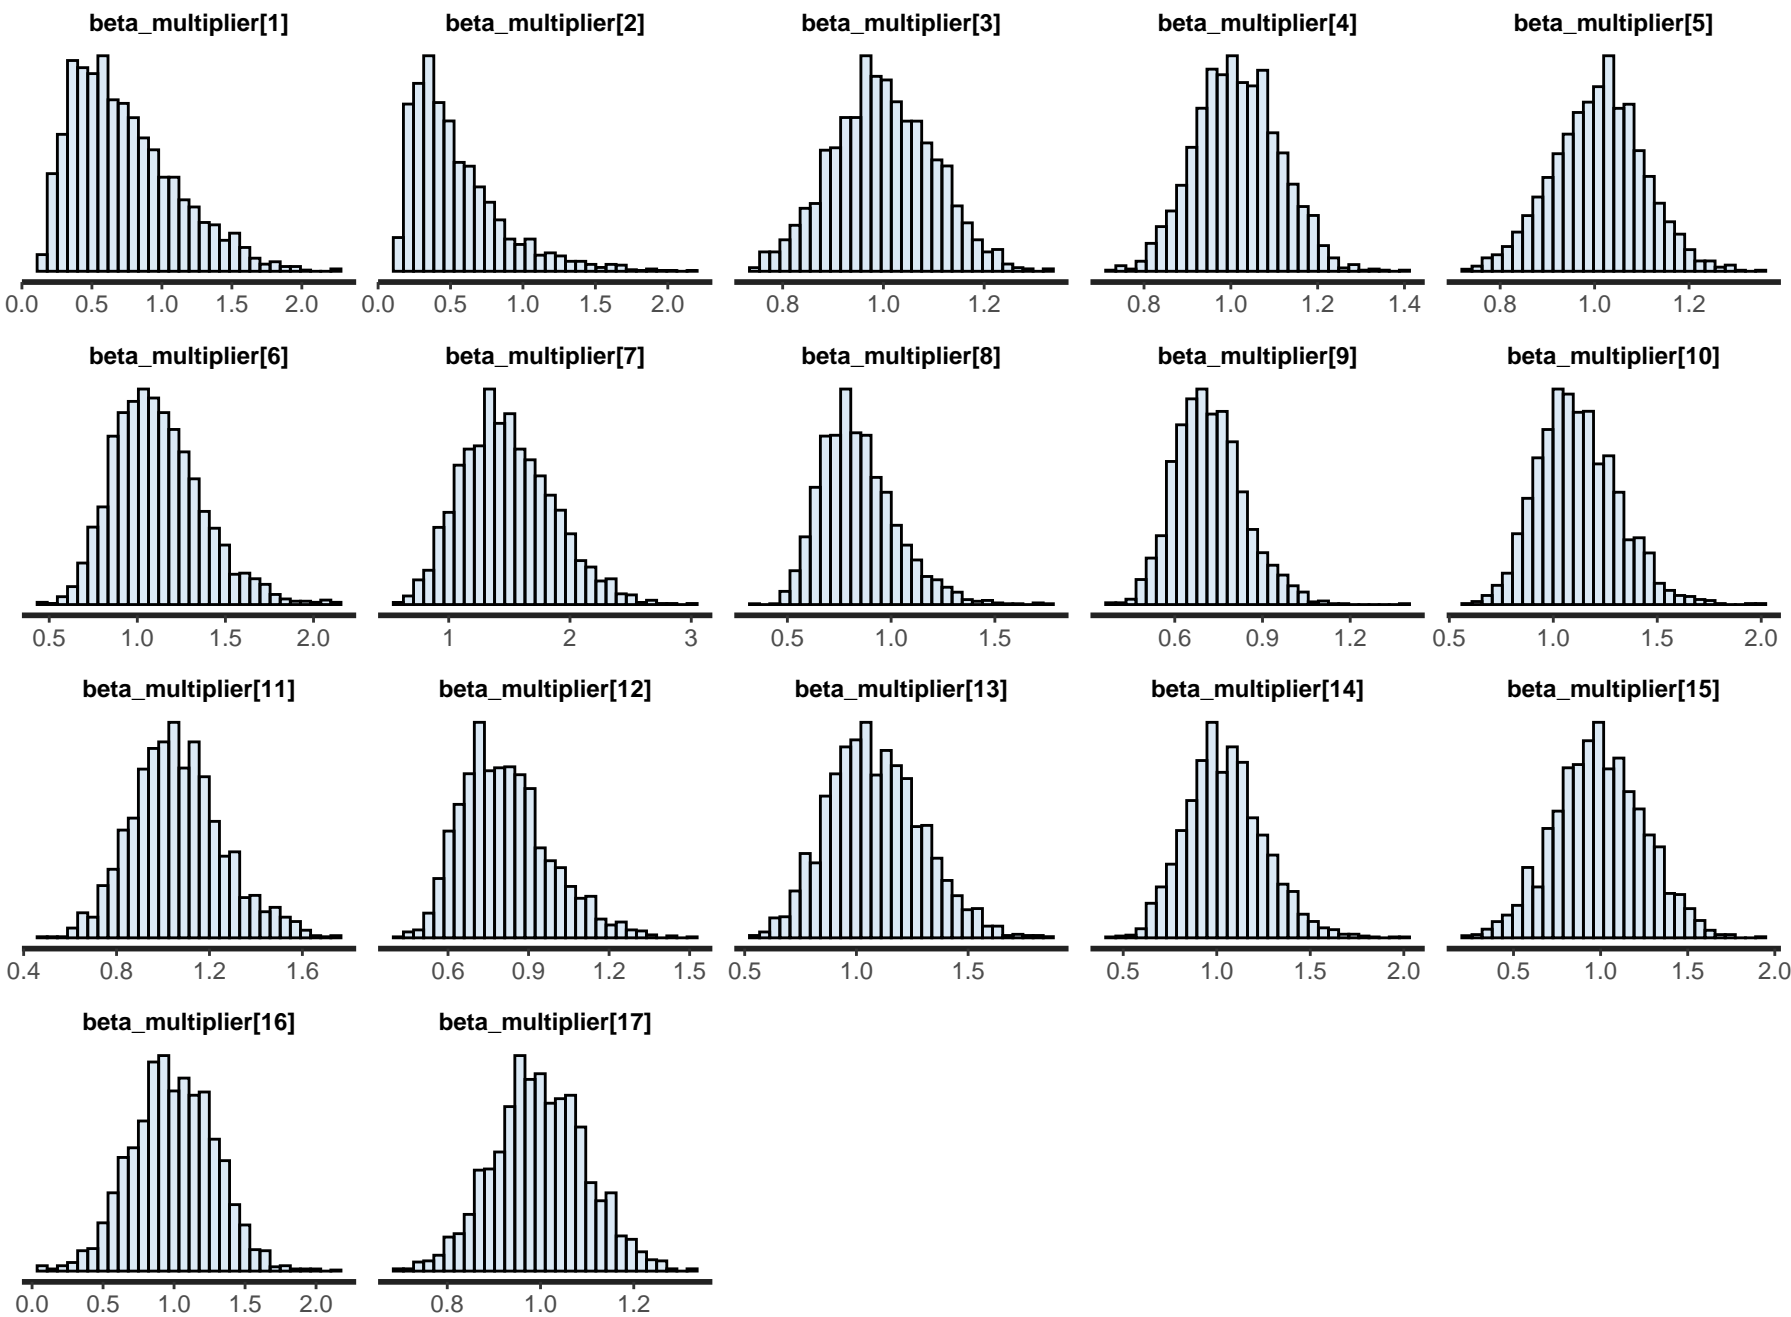 beta_multiplier[1] beta_multiplier[2] beta_multiplier[3] beta_multiplier[4] beta_multiplier[5]
0.0 0.5 1.0 1.5 2.0 0.0 0.5 1.0 1.5 2.0 0.8 1.0 1.2 0.8 1.0 1.2 1.4 0.8 1.0 1.2
beta_multiplier[6] beta_multiplier[7] beta_multiplier[8] beta_multiplier[9] beta_multiplier[10]
0.5 1.0 1.5 2.0 1 2 3 0.5 1.0 1.5 0.6 0.9 1.2 0.5 1.0 1.5 2.0
beta_multiplier[11] beta_multiplier[12] beta_multiplier[13] beta_multiplier[14] beta_multiplier[15]
0.4 0.8 1.2 1.6 0.6 0.9 1.2 1.5 0.5 1.0 1.5 0.5 1.0 1.5 2.0 0.5 1.0 1.5 2.0
beta_multiplier[16] beta_multiplier[17]
0.0 0.5 1.0 1.5 2.0 0.8 1.0 1.2